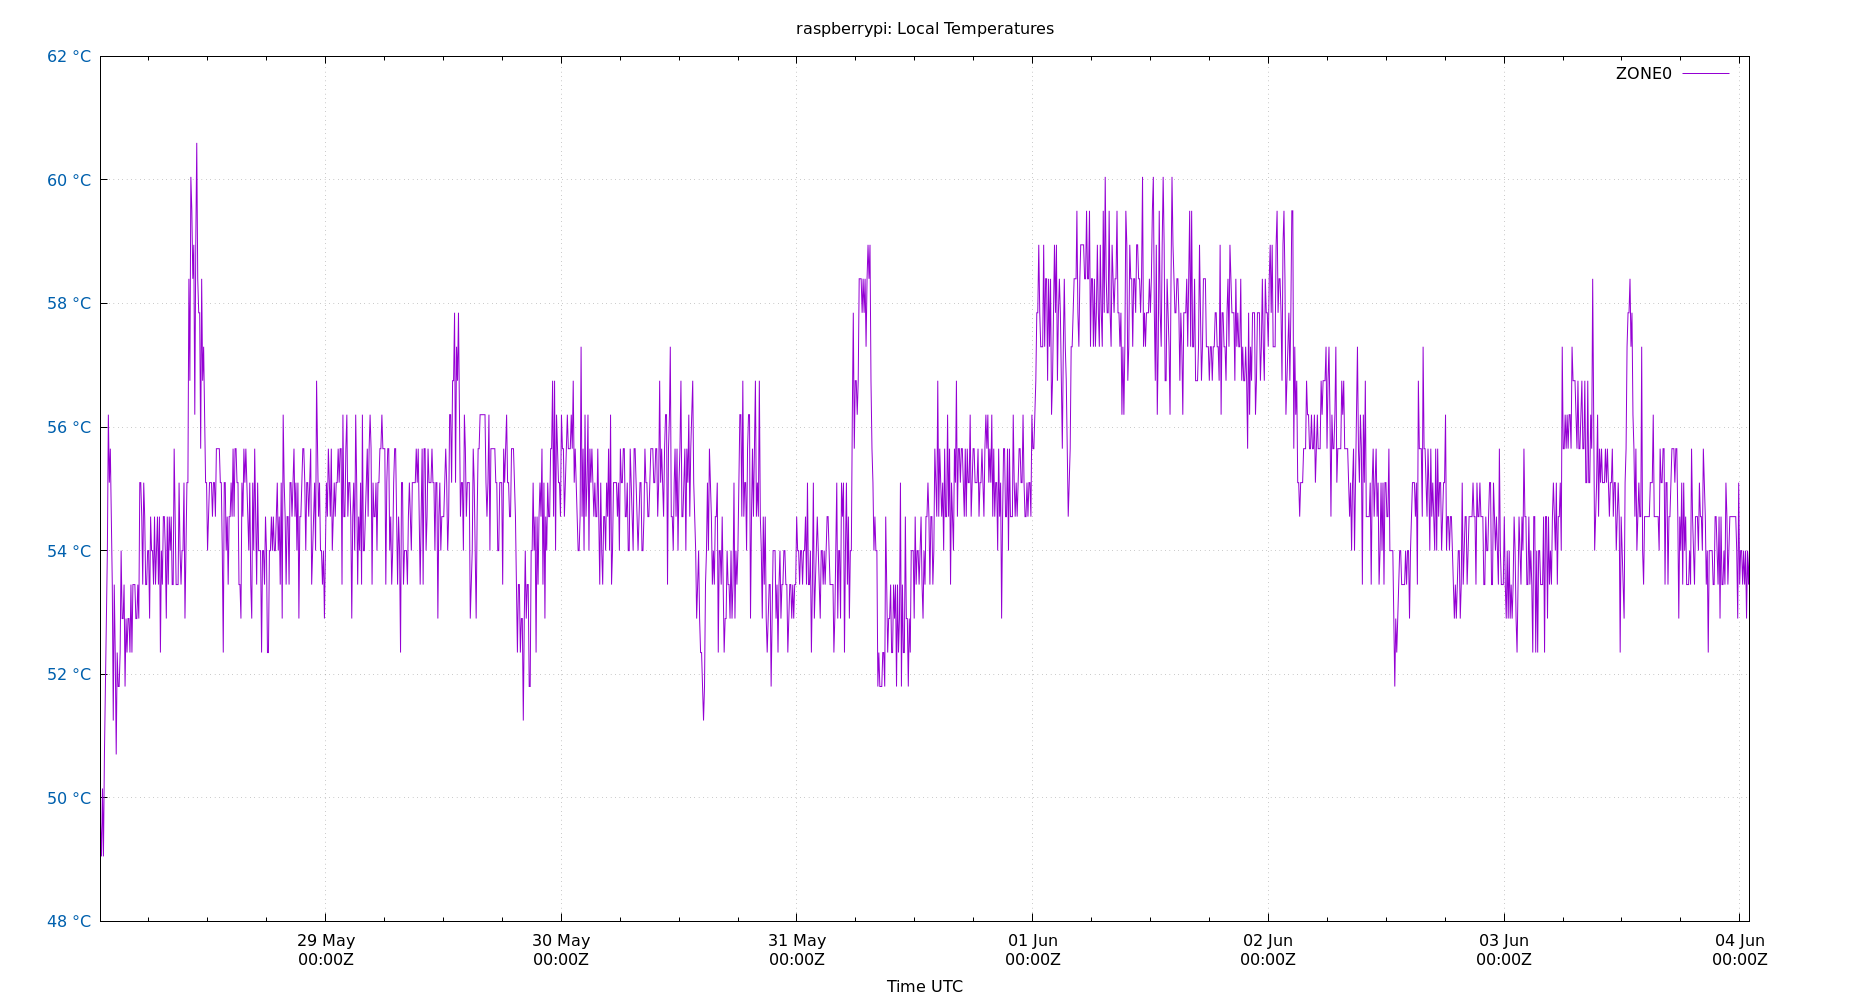 raspberrypi: Local Temperatures
62 °C
ZONE0
60 °C
58 °C
56 °C
54 °C
52 °C
50 °C
48 °C
29 May 30 May 31 May 01 Jun 02 Jun 03 Jun 04 Jun
00:00Z 00:00Z 00:00Z 00:00Z 00:00Z 00:00Z 00:00Z
Time UTC